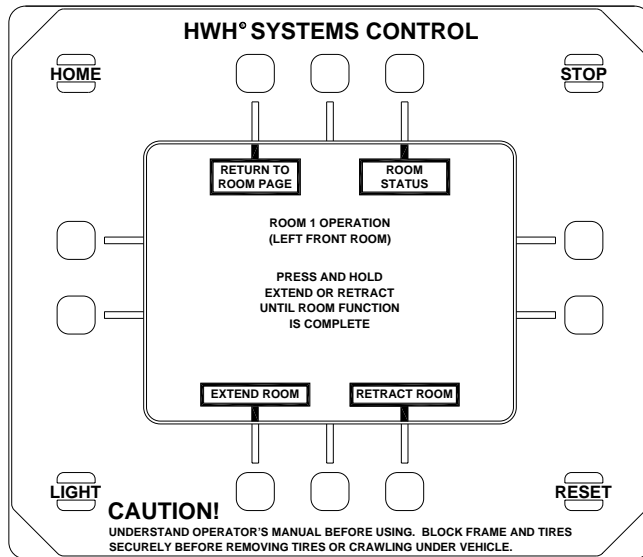 HWH® SYSTEMS CONTROL
HOME
STOP
RETURN TO
ROOM PAGE
ROOM
STATUS
ROOM 1 OPERATION
(LEFT FRONT ROOM)
PRESS AND HOLD
EXTEND OR RETRACT
UNTIL ROOM FUNCTION
IS COMPLETE
EXTEND ROOM
RETRACT ROOM
LIGHT
RESET
CAUTION!
UNDERSTAND OPERATOR'S MANUAL BEFORE USING. BLOCK FRAME AND TIRES
SECURELY BEFORE REMOVING TIRES OR CRAWLING UNDER VEHICLE.